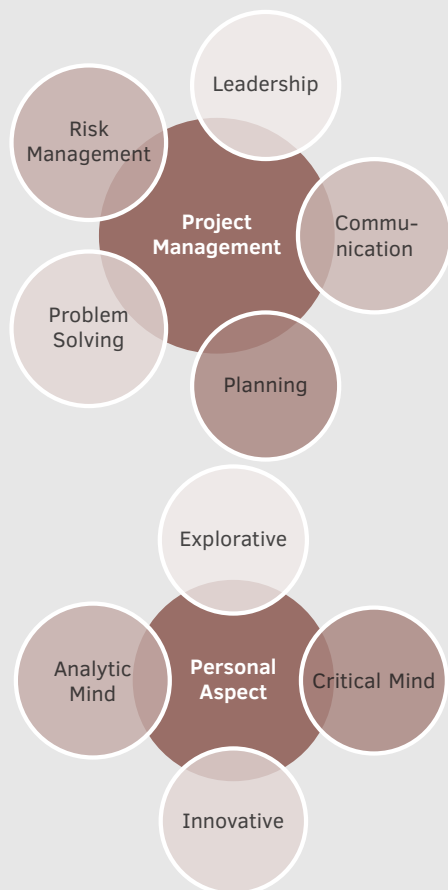 Leadership
Risk
Management
Project
Management
Commu-
nication
Problem
Solving
Planning
Explorative
Analytic
Mind
Personal
Aspect
Critical Mind
Innovative